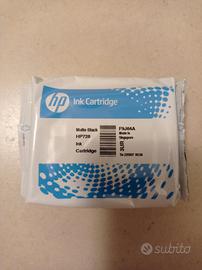 hp
Ink Cartridge
Matte Black
HP728
Ink
Cartridge
F9J64A
Made In
Singapore
subito